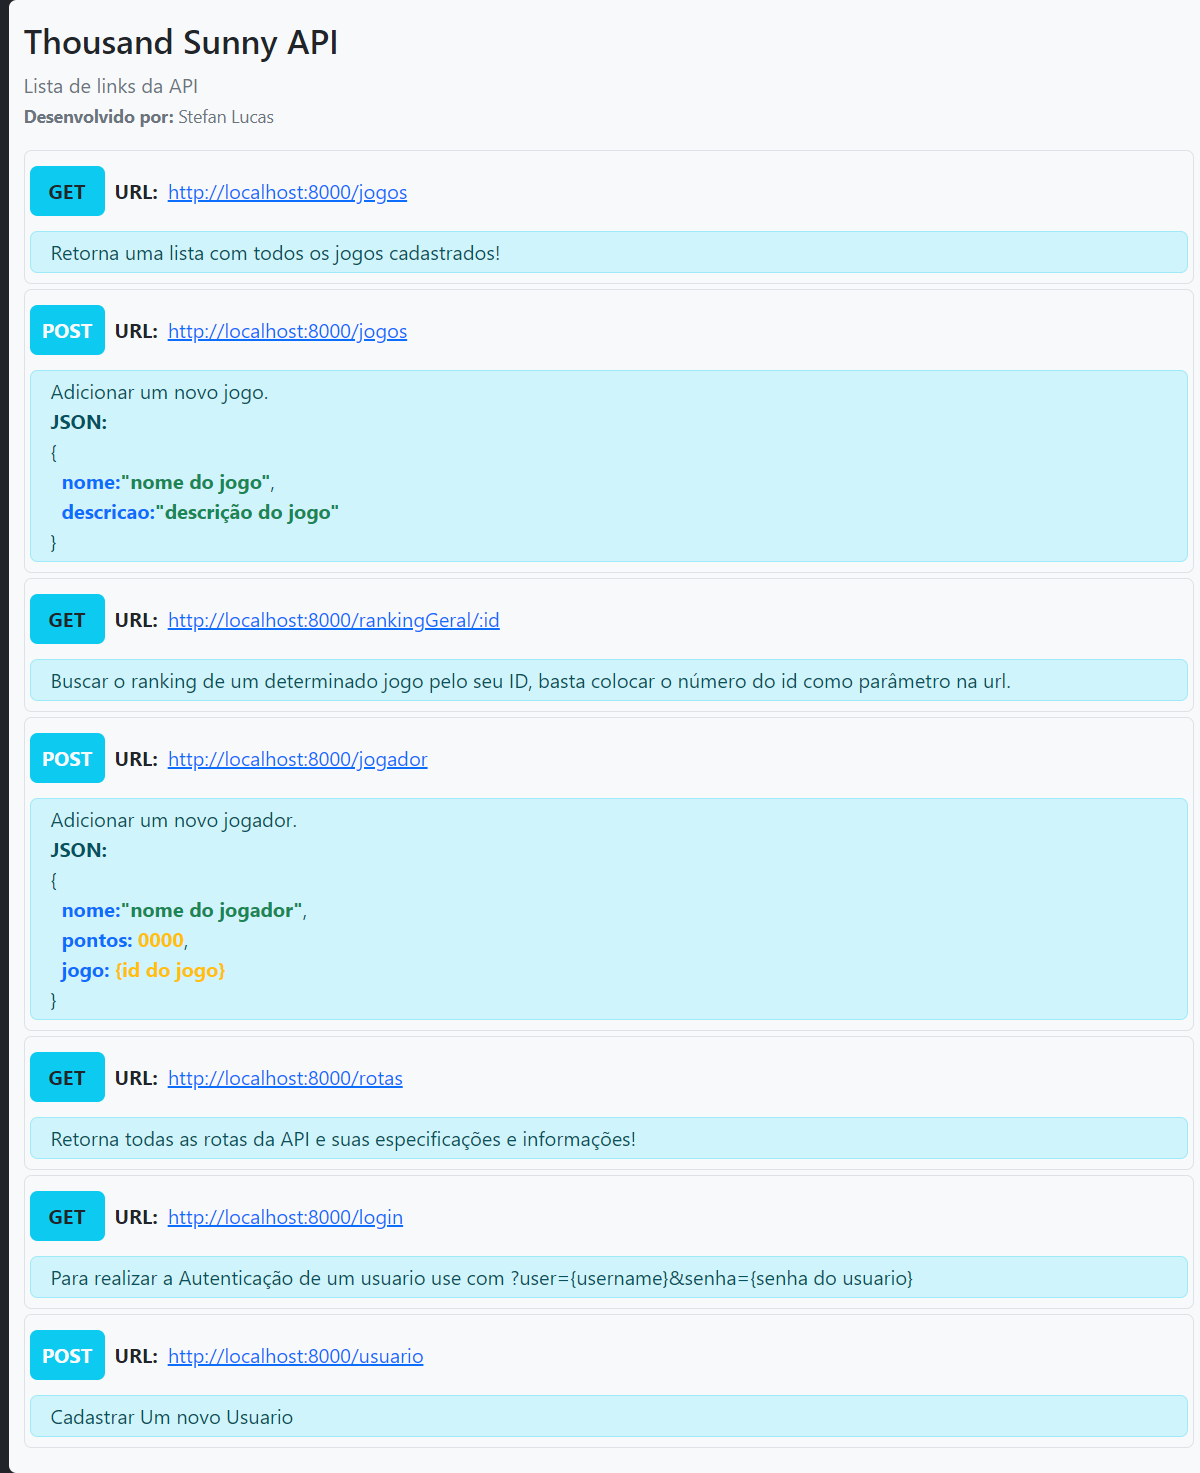 Thousand Sunny API
Lista de links da API
Desenvolvido por: Stefan Lucas
GET URL: http://localhost:8000/jogos
Retorna uma lista com todos os jogos cadastrados!
POST URL: http://localhost:8000/jogos
Adicionar um novo jogo.
JSON:
{
nome:"nome do jogo",
descricao:"descrição do jogo"
}
GET URL: http://localhost:8000/rankingGeral/:id
Buscar o ranking de um determinado jogo pelo seu ID, basta colocar o número do id como parâmetro na url.
POST URL: http://localhost:8000/jogador
Adicionar um novo jogador.
JSON:
{
nome:"nome do jogador",
pontos: 0000,
jogo: {id do jogo}
}
GET URL: http://localhost:8000/rotas
Retorna todas as rotas da API e suas especificações e informações!
GET URL: http://localhost:8000/login
Para realizar a Autenticação de um usuario use com ?user={username}&senha={senha do usuario}
POST URL: http://localhost:8000/usuario
Cadastrar Um novo Usuario